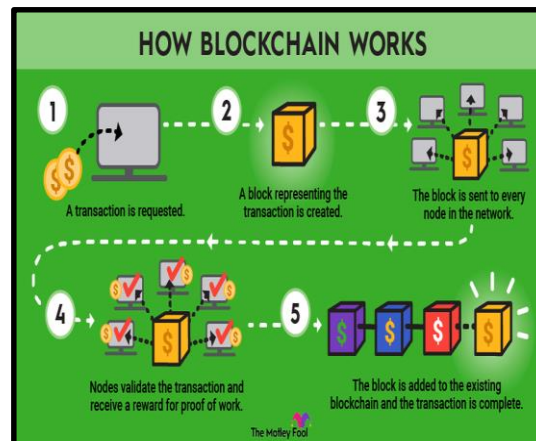 HOW BLOCKCHAIN WORKS
1
A transaction is requested.
2
$
A block representing the
transaction is created.
3
$
The block is sent to every
node in the network.
4
$
$
$
$
$
$
Nodes validate the transaction and
receive a reward for proof of work.
5
$
$
$
$
The block is added to the existing
blockchain and the transaction is complete.
The Motley Fool